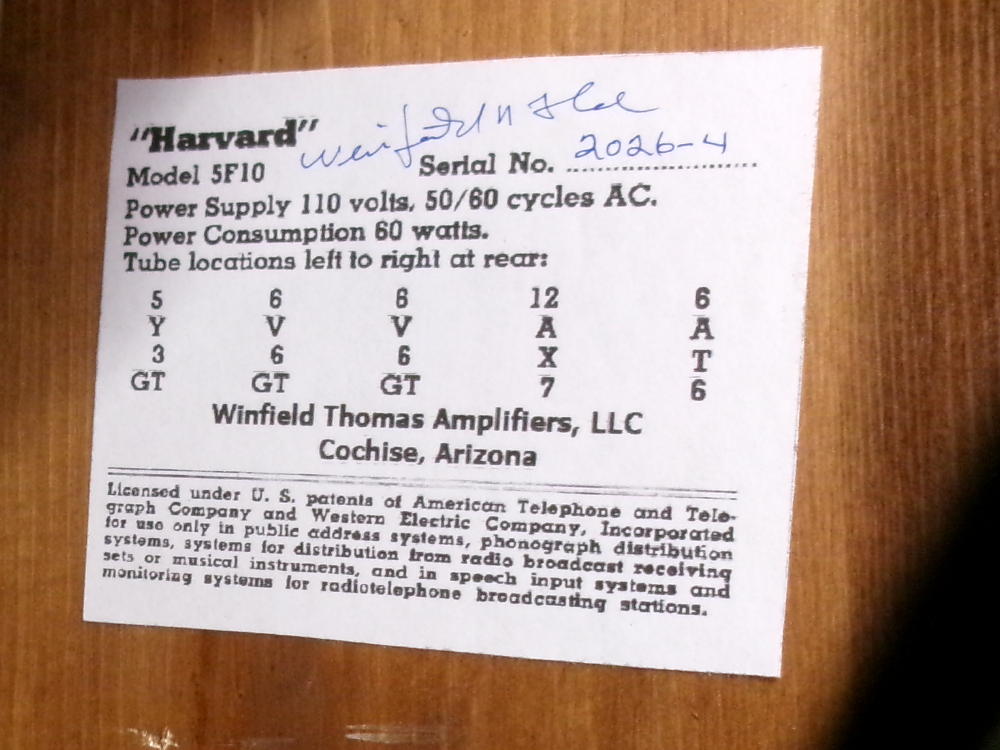 "Harvard"
Model 5F10 Serial No. 2026-4
Power Supply 110 volts, 50/60 cycles AC.
Power Consumption 60 watts.
Tube locations left to right at rear:
5 6 6 12 6
Y V V A A
3 6 6 X T
GT GT GT 7 6
Winfield Thomas Amplifiers, LLC
Cochise, Arizona
Licensed under U. S. patents of American Telephone and Tele-
graph Company and Western Electric Company, Incorporated
for use only in public address systems, phonograph distribution
systems, systems for distribution from radio broadcast receiving
sets or musical instruments, and in speech input systems and
monitoring systems for radiotelephone broadcasting stations.